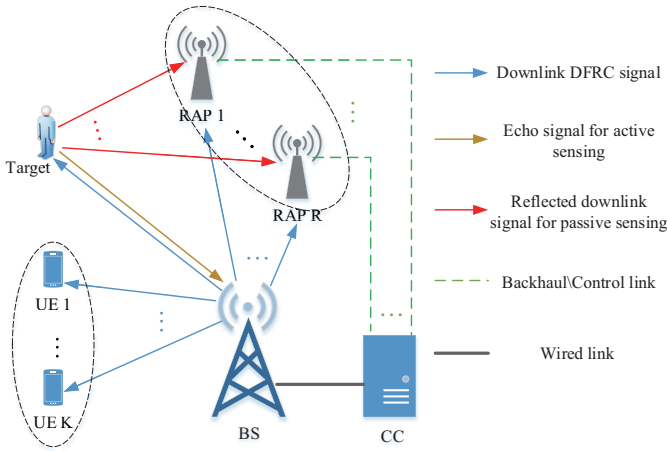 RAP 1
RAP R
Target
UE 1
UE K
BS
CC
Downlink DFRC signal
Echo signal for active
sensing
Reflected downlink
signal for passive sensing
Backhaul\Control link
Wired link